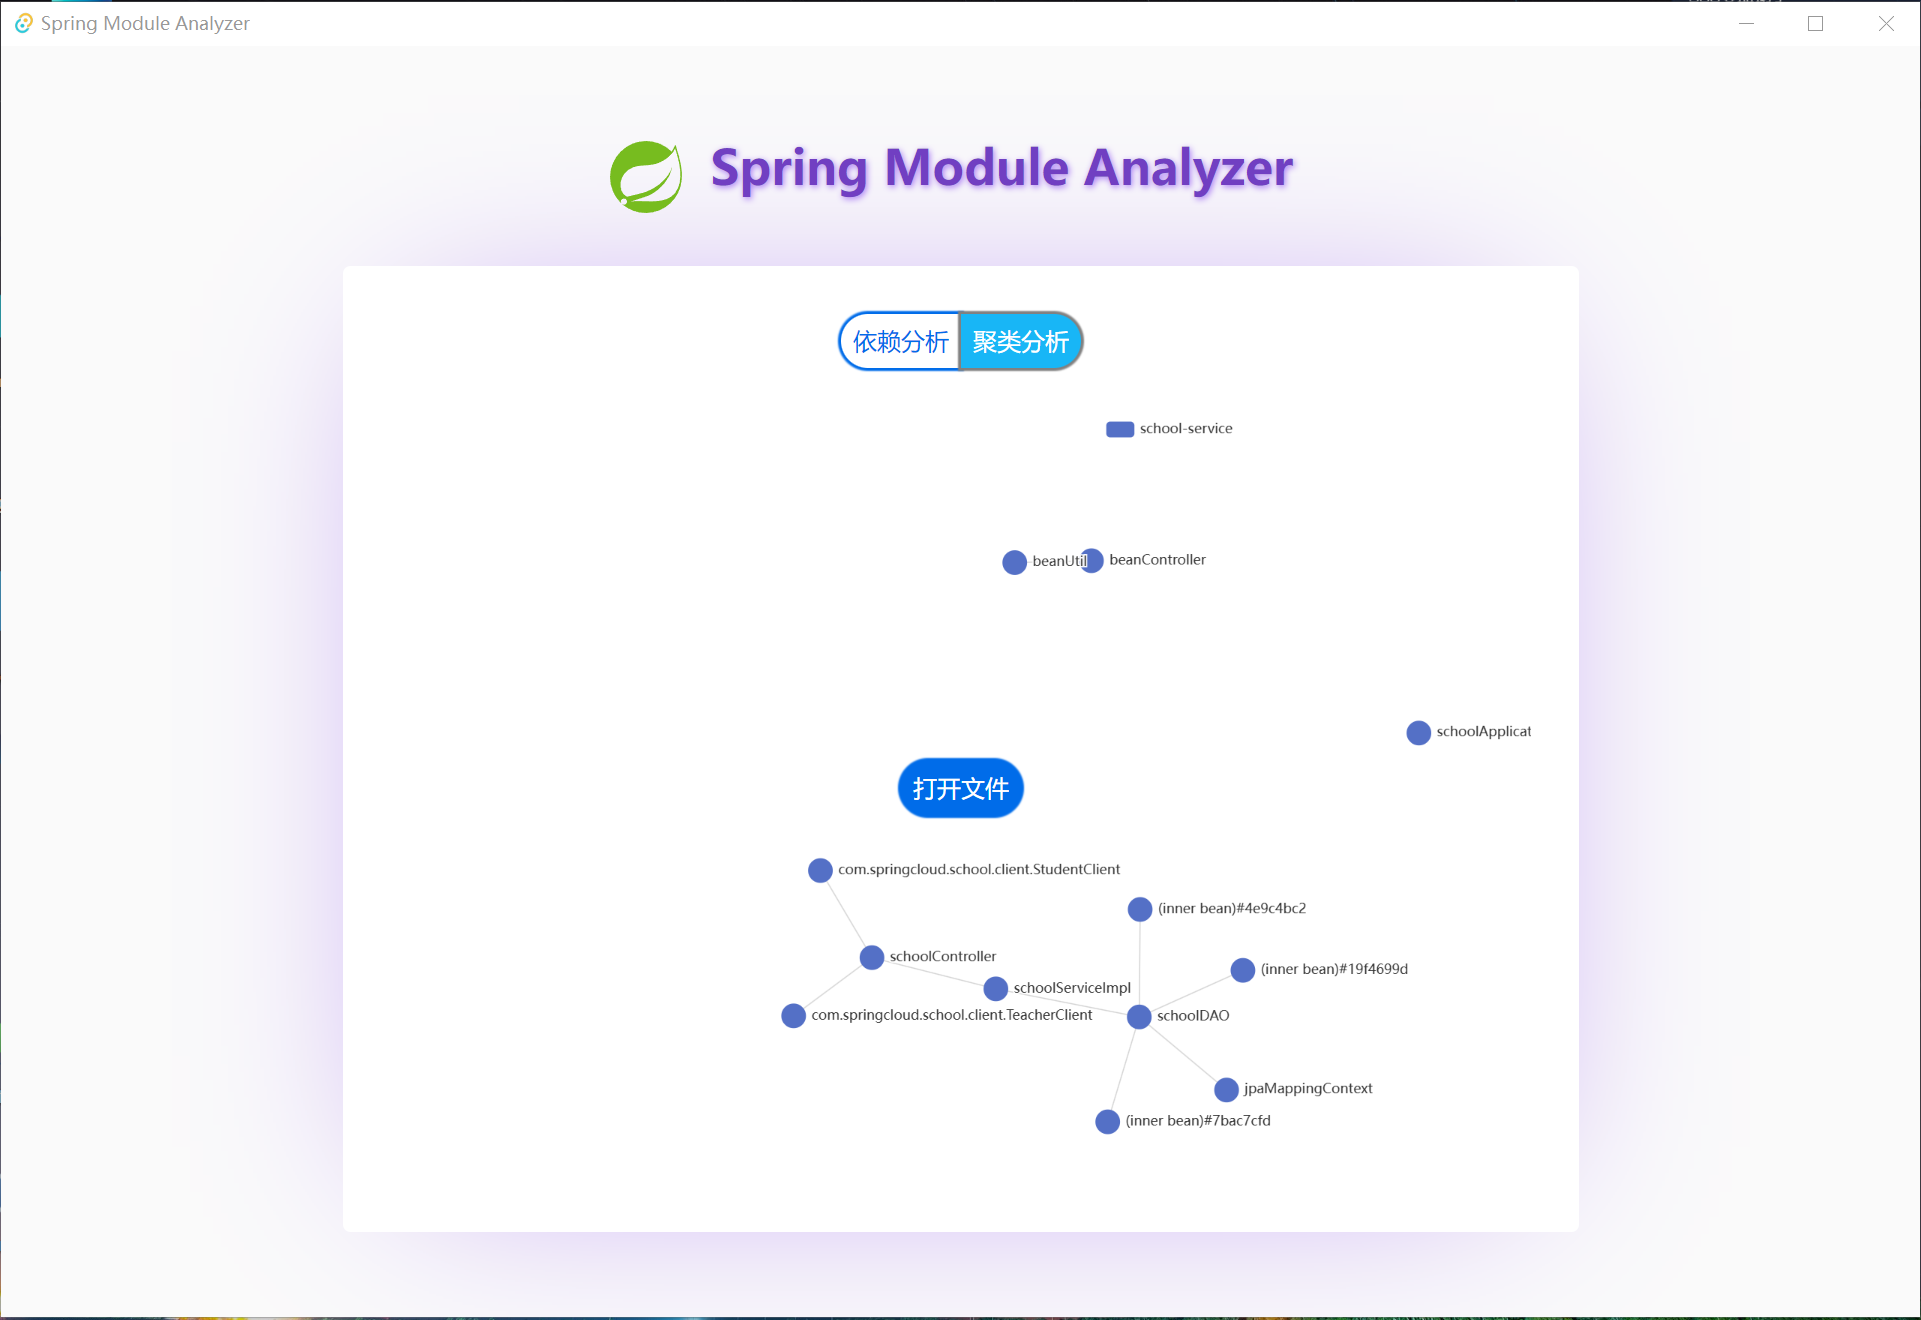 Spring Module Analyzer
Spring Module Analyzer
依赖分析 聚类分析
school-service
beanUtil beanController
schoolApplicat
打开文件
com.springcloud.school.client.StudentClient
(inner bean)#4e9c4bc2
schoolController
(inner bean)#19f4699d
schoolServiceImpl
com.springcloud.school.client.TeacherClient
schoolDAO
jpaMappingContext
(inner bean)#7bac7cfd